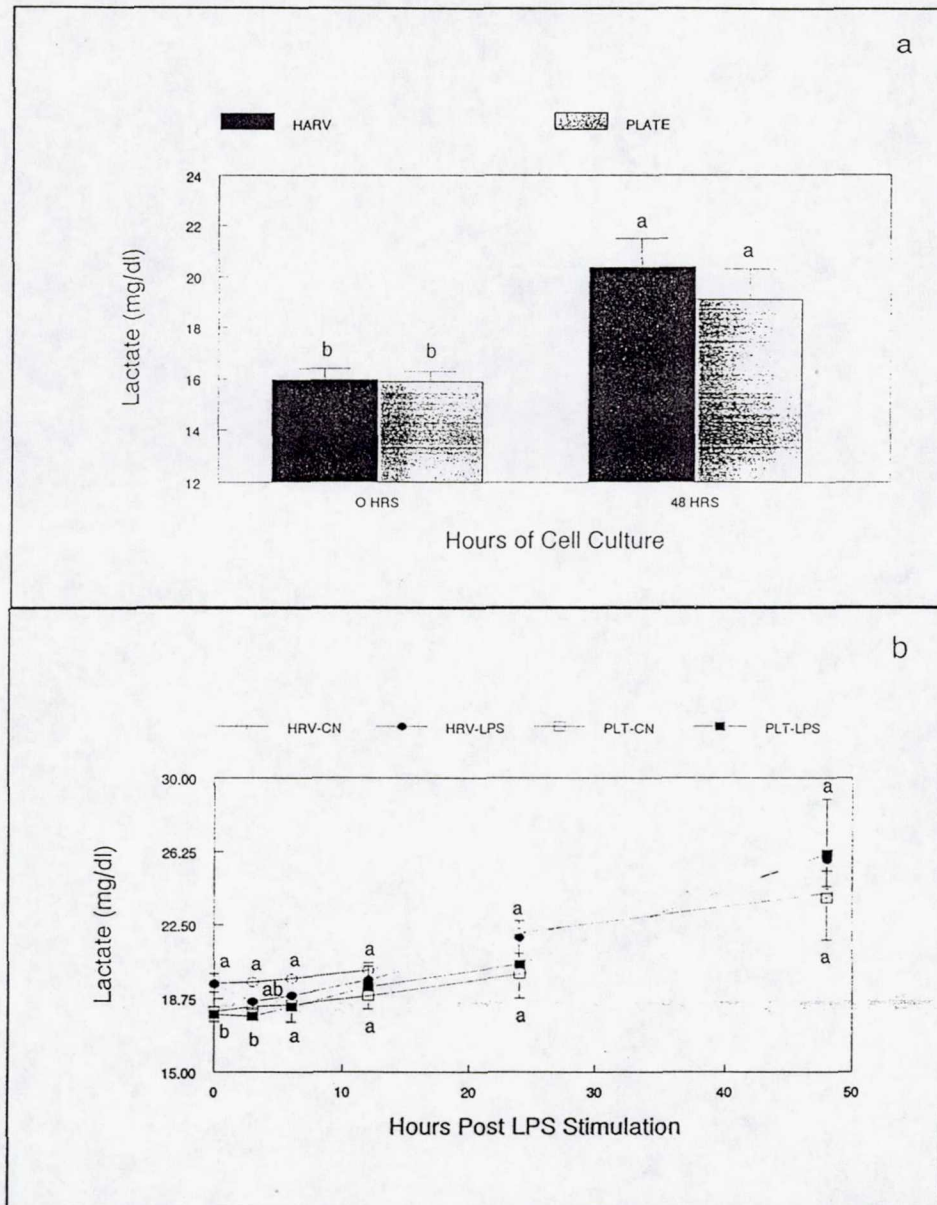 a
HARV PLATE
24
22
20
18
16
14
12
Lactate (mg/dl)
b b a a
O HRS 48 HRS
Hours of Cell Culture
b
HRV-CN HRV-LPS PLT-CN PLT-LPS
30.00
26.25
22.50
18.75
15.00
Lactate (mg/dl)
a a a a a a
ab
b b a a a a
0 10 20 30 40 50
Hours Post LPS Stimulation